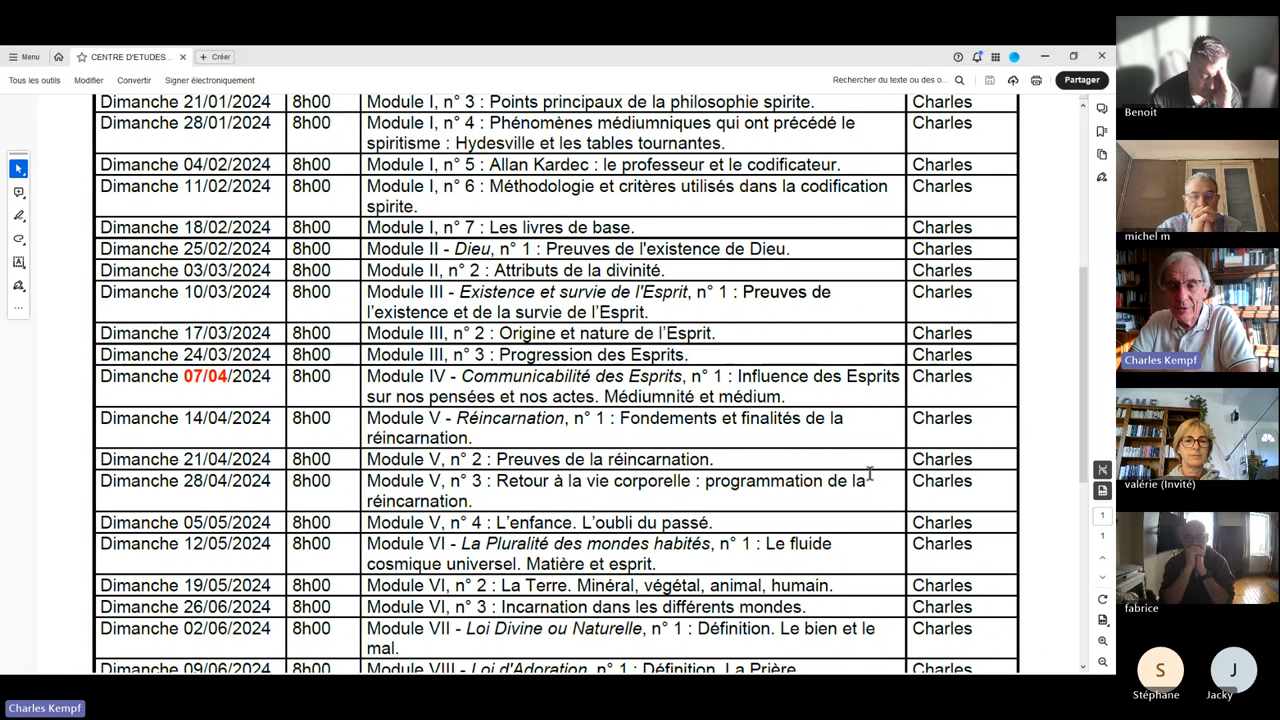 Menu
CENTRE D'ETUDES...
Créer
Tous les outils
Modifier
Convertir
Signer électroniquement
Rechercher du texte ou des o...
Partager
Dimanche 21/01/2024 8h00 Module I, n° 3 : Points principaux de la philosophie spirite. Charles
Dimanche 28/01/2024 8h00 Module I, n° 4 : Phénomènes médiumniques qui ont précédé le Charles
spiritisme : Hydesville et les tables tournantes.
Dimanche 04/02/2024 8h00 Module I, n° 5 : Allan Kardec : le professeur et le codificateur. Charles
Dimanche 11/02/2024 8h00 Module I, n° 6 : Méthodologie et critères utilisés dans la codification Charles
spirite.
Dimanche 18/02/2024 8h00 Module I, n° 7 : Les livres de base. Charles
Dimanche 25/02/2024 8h00 Module II - Dieu, n° 1 : Preuves de l'existence de Dieu. Charles
Dimanche 03/03/2024 8h00 Module II, n° 2 : Attributs de la divinité. Charles
Dimanche 10/03/2024 8h00 Module III - Existence et survie de l'Esprit, n° 1 : Preuves de Charles
l'existence et de la survie de l'Esprit.
Dimanche 17/03/2024 8h00 Module III, n° 2 : Origine et nature de l'Esprit. Charles
Dimanche 24/03/2024 8h00 Module III, n° 3 : Progression des Esprits. Charles
Dimanche 07/04/2024 8h00 Module IV - Communicabilité des Esprits, n° 1 : Influence des Esprits Charles
sur nos pensées et nos actes. Médiumnité et médium.
Dimanche 14/04/2024 8h00 Module V - Réincarnation, n° 1 : Fondements et finalités de la Charles
réincarnation.
Dimanche 21/04/2024 8h00 Module V, n° 2 : Preuves de la réincarnation. Charles
Dimanche 28/04/2024 8h00 Module V, n° 3 : Retour à la vie corporelle : programmation de la Charles
réincarnation.
Dimanche 05/05/2024 8h00 Module V, n° 4 : L'enfance. L'oubli du passé. Charles
Dimanche 12/05/2024 8h00 Module VI - La Pluralité des mondes habités, n° 1 : Le fluide Charles
cosmique universel. Matière et esprit.
Dimanche 19/05/2024 8h00 Module VI, n° 2 : La Terre. Minéral, végétal, animal, humain. Charles
Dimanche 26/06/2024 8h00 Module VI, n° 3 : Incarnation dans les différents mondes. Charles
Dimanche 02/06/2024 8h00 Module VII - Loi Divine ou Naturelle, n° 1 : Définition. Le bien et le Charles
mal.
Dimanche 09/06/2024 8h00 Module VIII - Loi d'Adoration, n° 1 : Définition. La Prière. Charles
1
1
Benoit
michel m
Charles Kempf
valérie (Invité)
fabrice
S
Stéphane
J
Jacky
Charles Kempf